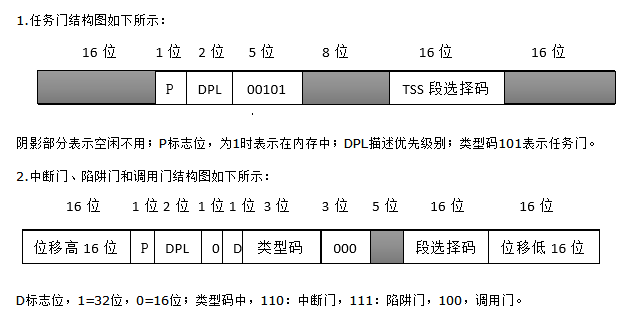 1.任务门结构图如下所示：
16 位 1 位 2 位 5 位 8 位 16 位 16 位
P DPL 00101 TSS 段选择码
阴影部分表示空闲不用；P标志位，为1时表示在内存中；DPL描述优先级别；类型码101表示任务门。
2.中断门、陷阱门和调用门结构图如下所示：
16 位 1 位 2 位 1 位 1 位 3 位 3 位 5 位 16 位 16 位
位移高 16 位 P DPL 0 D 类型码 000 段选择码 位移低 16 位
D标志位，1=32位，0=16位；类型码中，110：中断门，111：陷阱门，100，调用门。